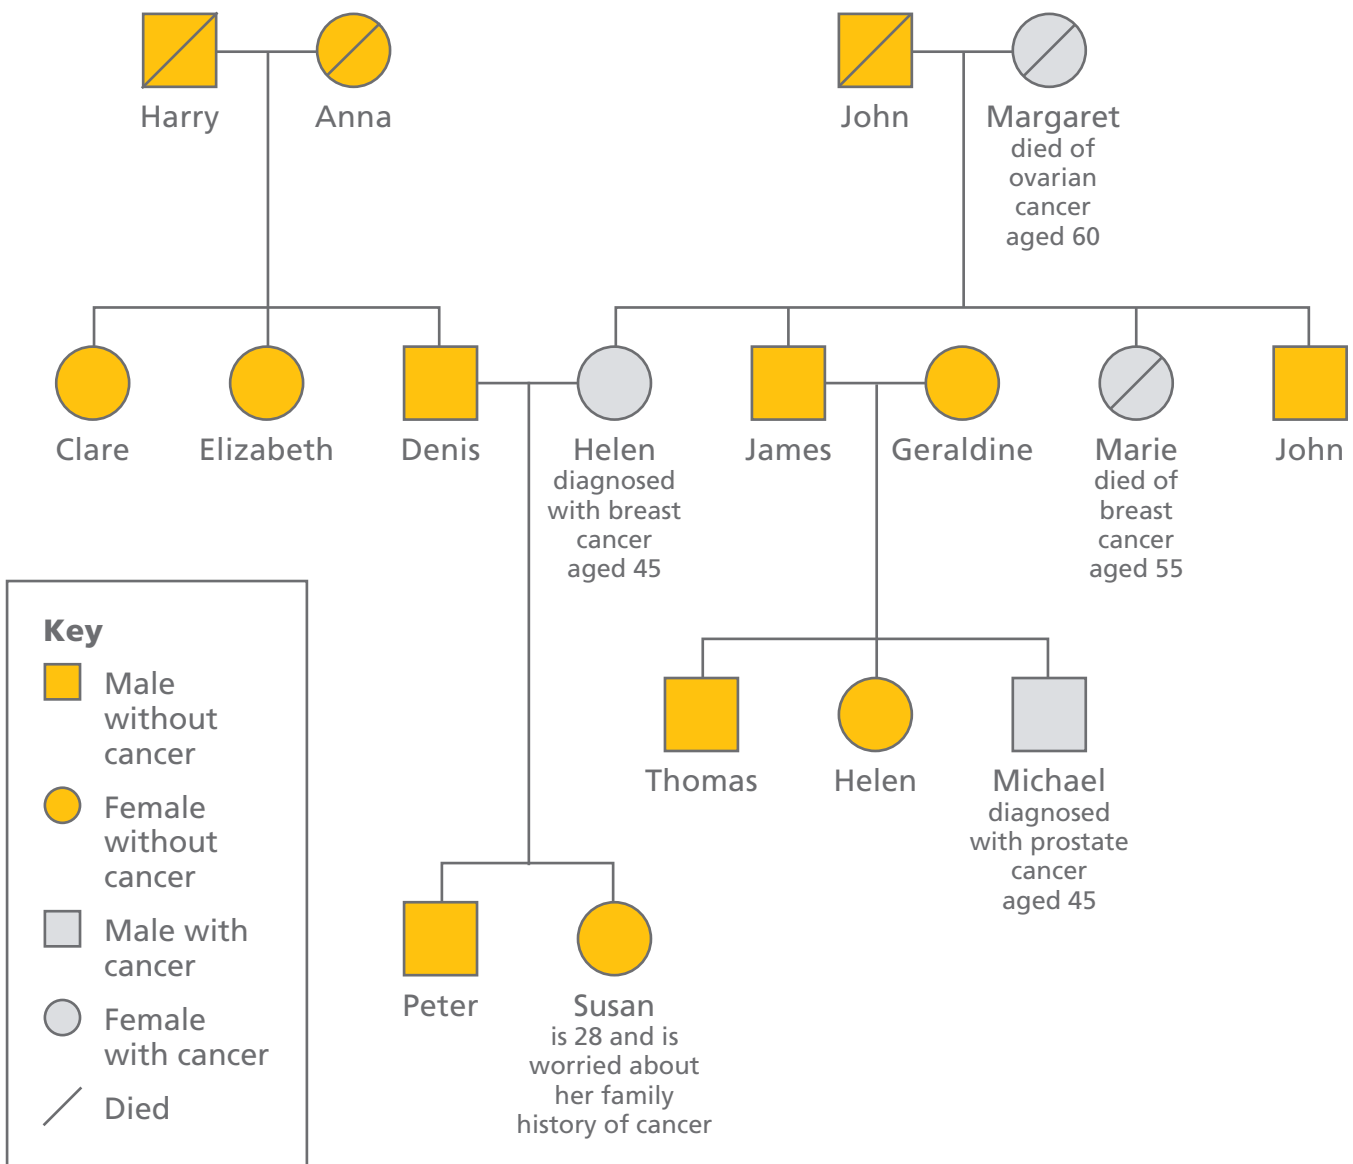 Harry
Anna
John
Margaret
died of
ovarian
cancer
aged 60
Clare
Elizabeth
Denis
Helen
diagnosed
with breast
cancer
aged 45
James
Geraldine
Marie
died of
breast
cancer
aged 55
John
Thomas
Helen
Michael
diagnosed
with prostate
cancer
aged 45
Peter
Susan
is 28 and is
worried about
her family
history of cancer
Key
Male
without
cancer
Female
without
cancer
Male with
cancer
Female
with cancer
Died